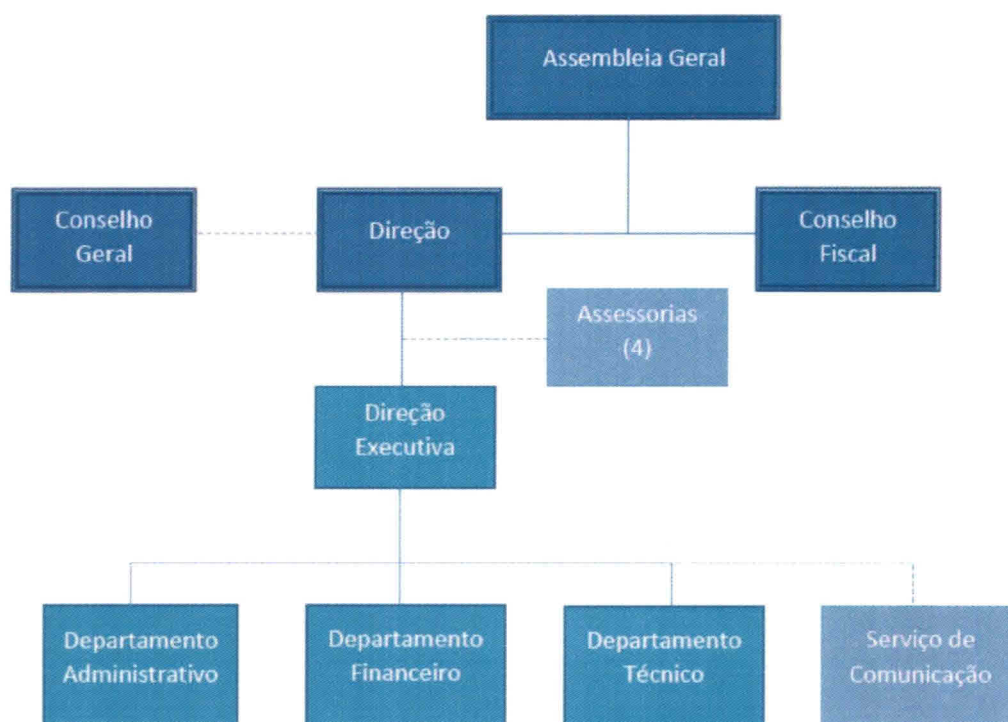 Assembleia Geral
Conselho
Geral
Direção
Conselho
Fiscal
Assessorias
(4)
Direção
Executiva
Departamento
Administrativo
Departamento
Financeiro
Departamento
Técnico
Serviço de
Comunicação